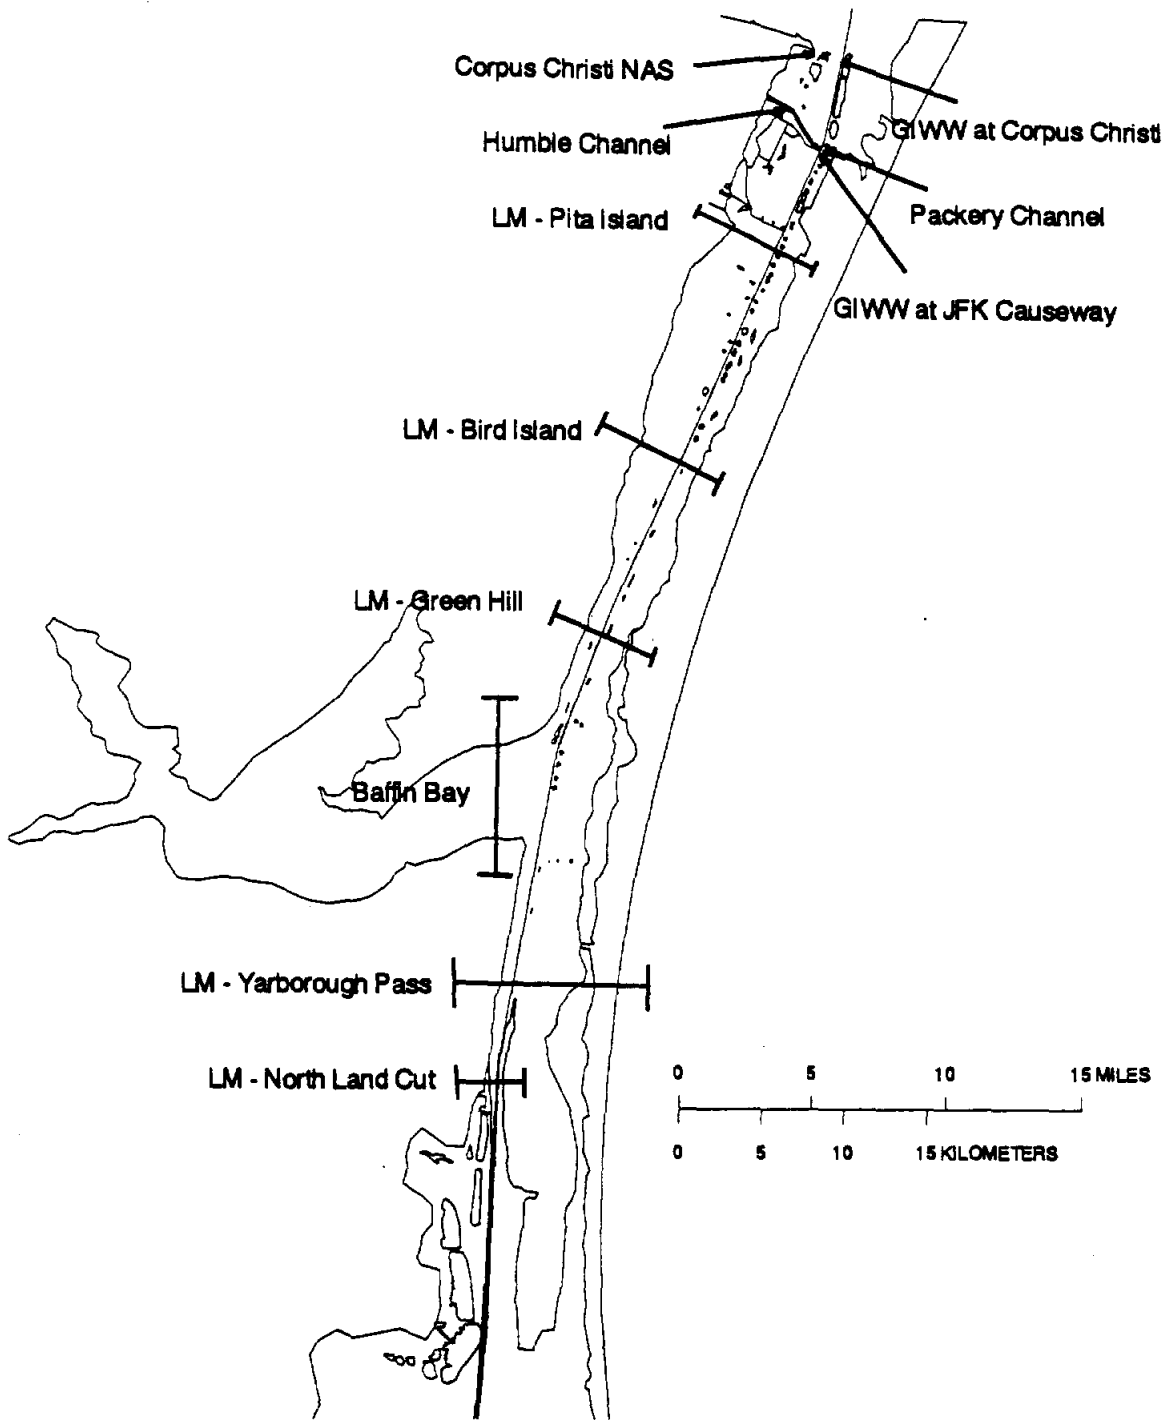 Corpus Christi NAS
GIWW at Corpus Christi
Humble Channel
LM - Pita Island
Packery Channel
GIWW at JFK Causeway
LM - Bird Island
LM - Green Hill
Baffin Bay
LM - Yarborough Pass
LM - North Land Cut
0 5 10 15 MILES
0 5 10 15 KILOMETERS